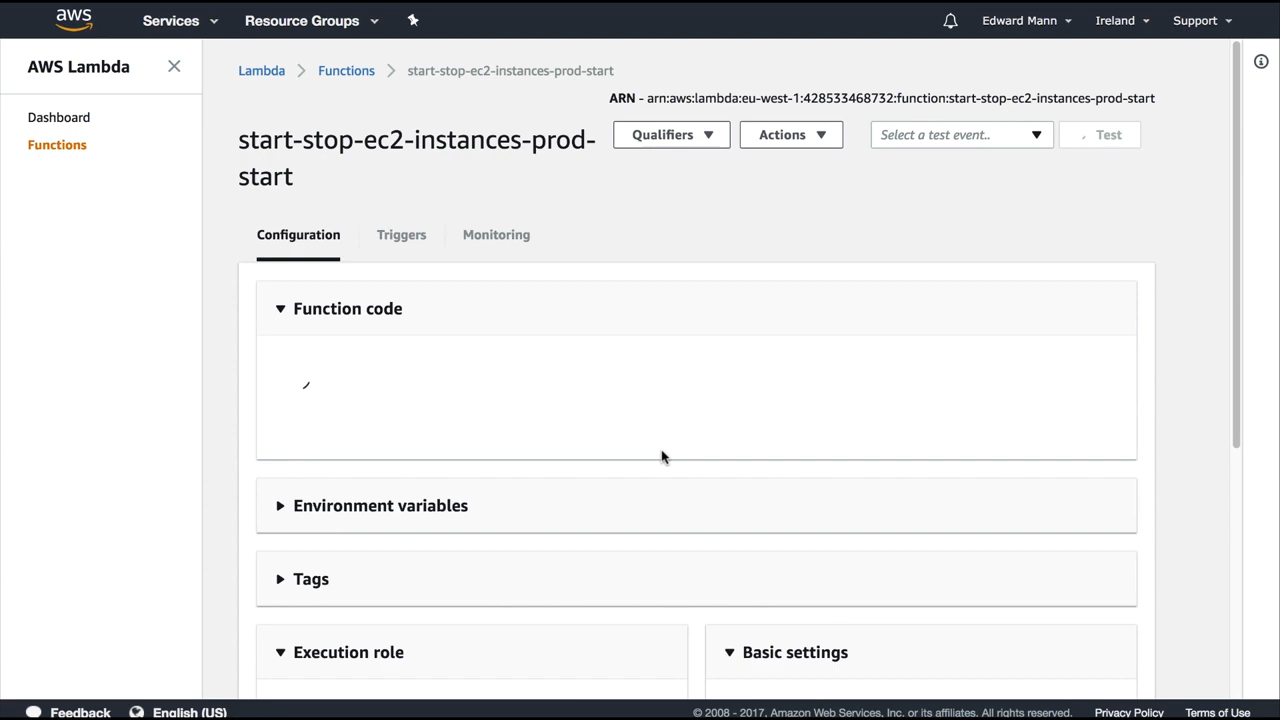 aws
Services
Resource Groups
Edward Mann
Ireland
Support
AWS Lambda
Dashboard
Functions
Lambda
Functions
start-stop-ec2-instances-prod-start
ARN - arn:aws:lambda:eu-west-1:428533468732:function:start-stop-ec2-instances-prod-start
start-stop-ec2-instances-prod-
start
Qualifiers
Actions
Select a test event..
Test
Configuration
Triggers
Monitoring
Function code
Environment variables
Tags
Execution role
Basic settings
Feedback
English (US)
© 2008 - 2017, Amazon Web Services, Inc. or its affiliates. All rights reserved.
Privacy Policy
Terms of Use